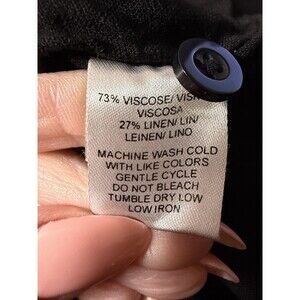 73% VISCOSE/ VISK
VISCOSA
27% LINEN/ LIN/
LEINEN/ LINO
MACHINE WASH COLD
WITH LIKE COLORS
GENTLE CYCLE
DO NOT BLEACH
TUMBLE DRY LOW
LOW IRON